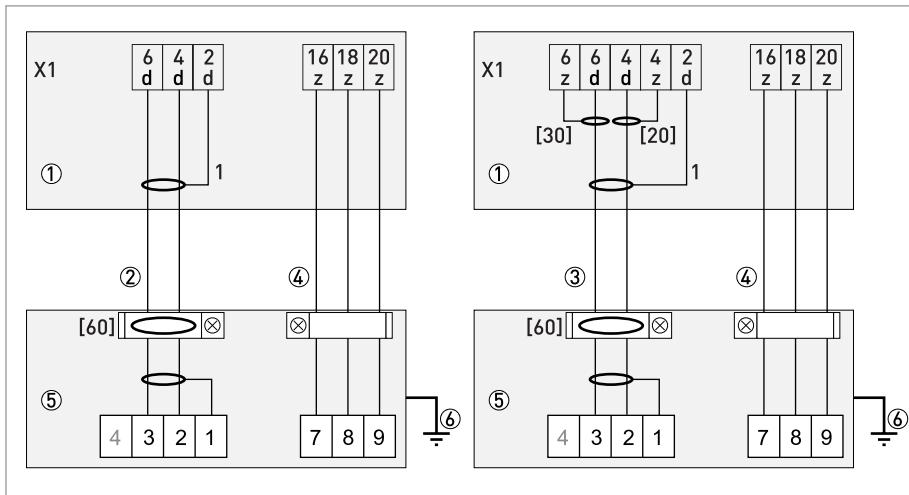 X1
6 4 2
d d d
16 18 20
z z z
① 1
② ④
[60]
⑤ ⑥
4 3 2 1 7 8 9
X1
6 6 4 4 2
z d d z d
16 18 20
z z z
[30] [20]
① 1
③ ④
[60]
⑤ ⑥
4 3 2 1 7 8 9